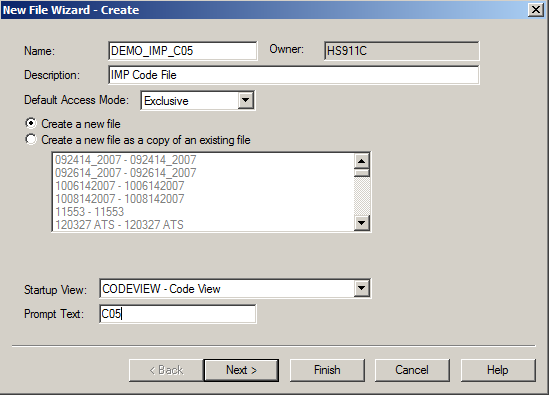 New File Wizard - Create
Name: DEMO_IMP_C05 Owner: HS911C
Description: IMP Code File
Default Access Mode: Exclusive
Create a new file
Create a new file as a copy of an existing file
092414_2007 - 092414_2007
092614_2007 - 092614_2007
1006142007 - 1006142007
1008142007 - 1008142007
11553 - 11553
120327 ATS - 120327 ATS
Startup View: CODEVIEW - Code View
Prompt Text: C05
< Back Next > Finish Cancel Help